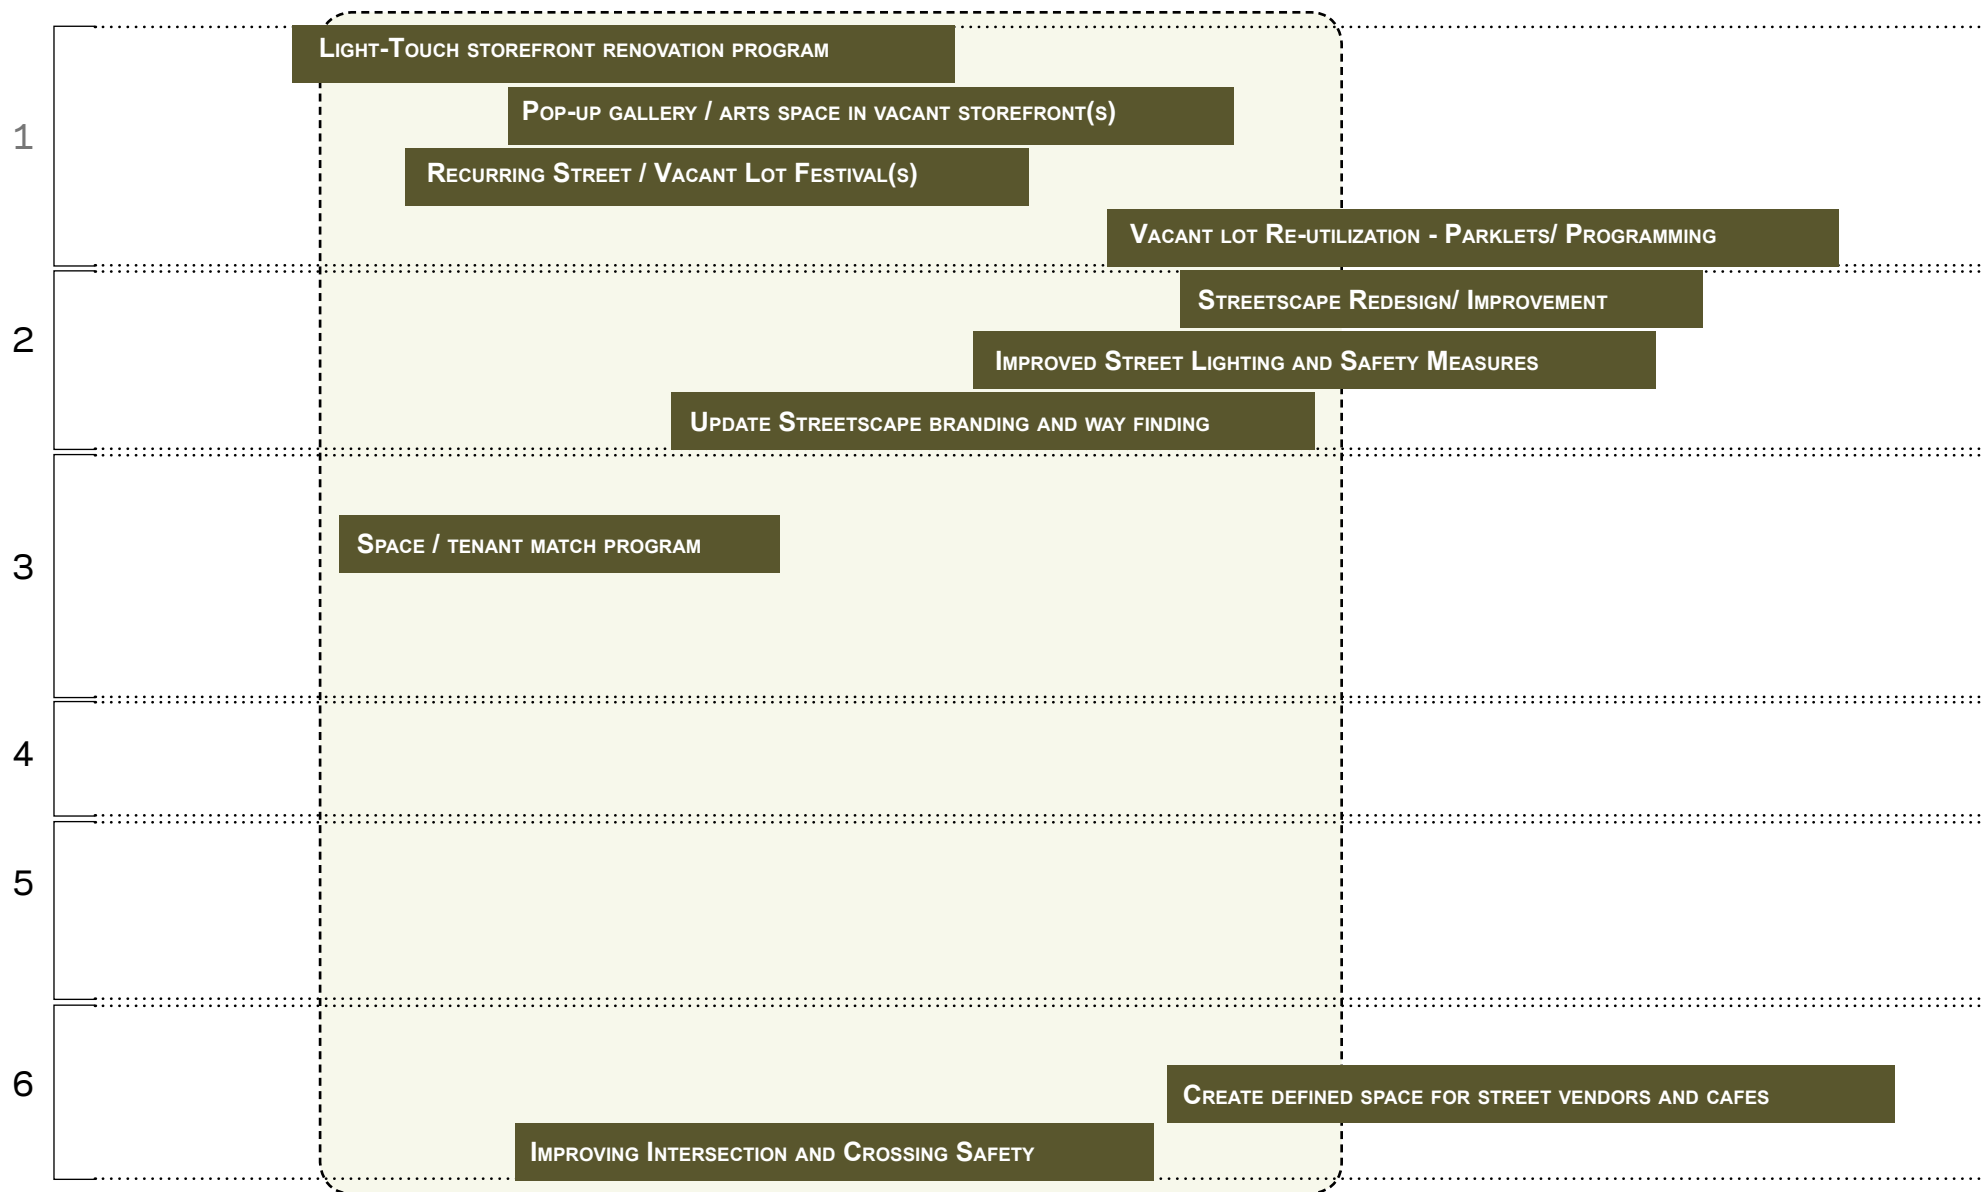 1
Light-Touch storefront renovation program
Pop-up gallery / arts space in vacant storefront(s)
Recurring Street / Vacant Lot Festival(s)
Vacant lot Re-utilization - Parklets/ Programming
2
Streetscape Redesign/ Improvement
Improved Street Lighting and Safety Measures
Update Streetscape branding and way finding
3
Space / tenant match program
4
5
6
Create defined space for street vendors and cafes
Improving Intersection and Crossing Safety